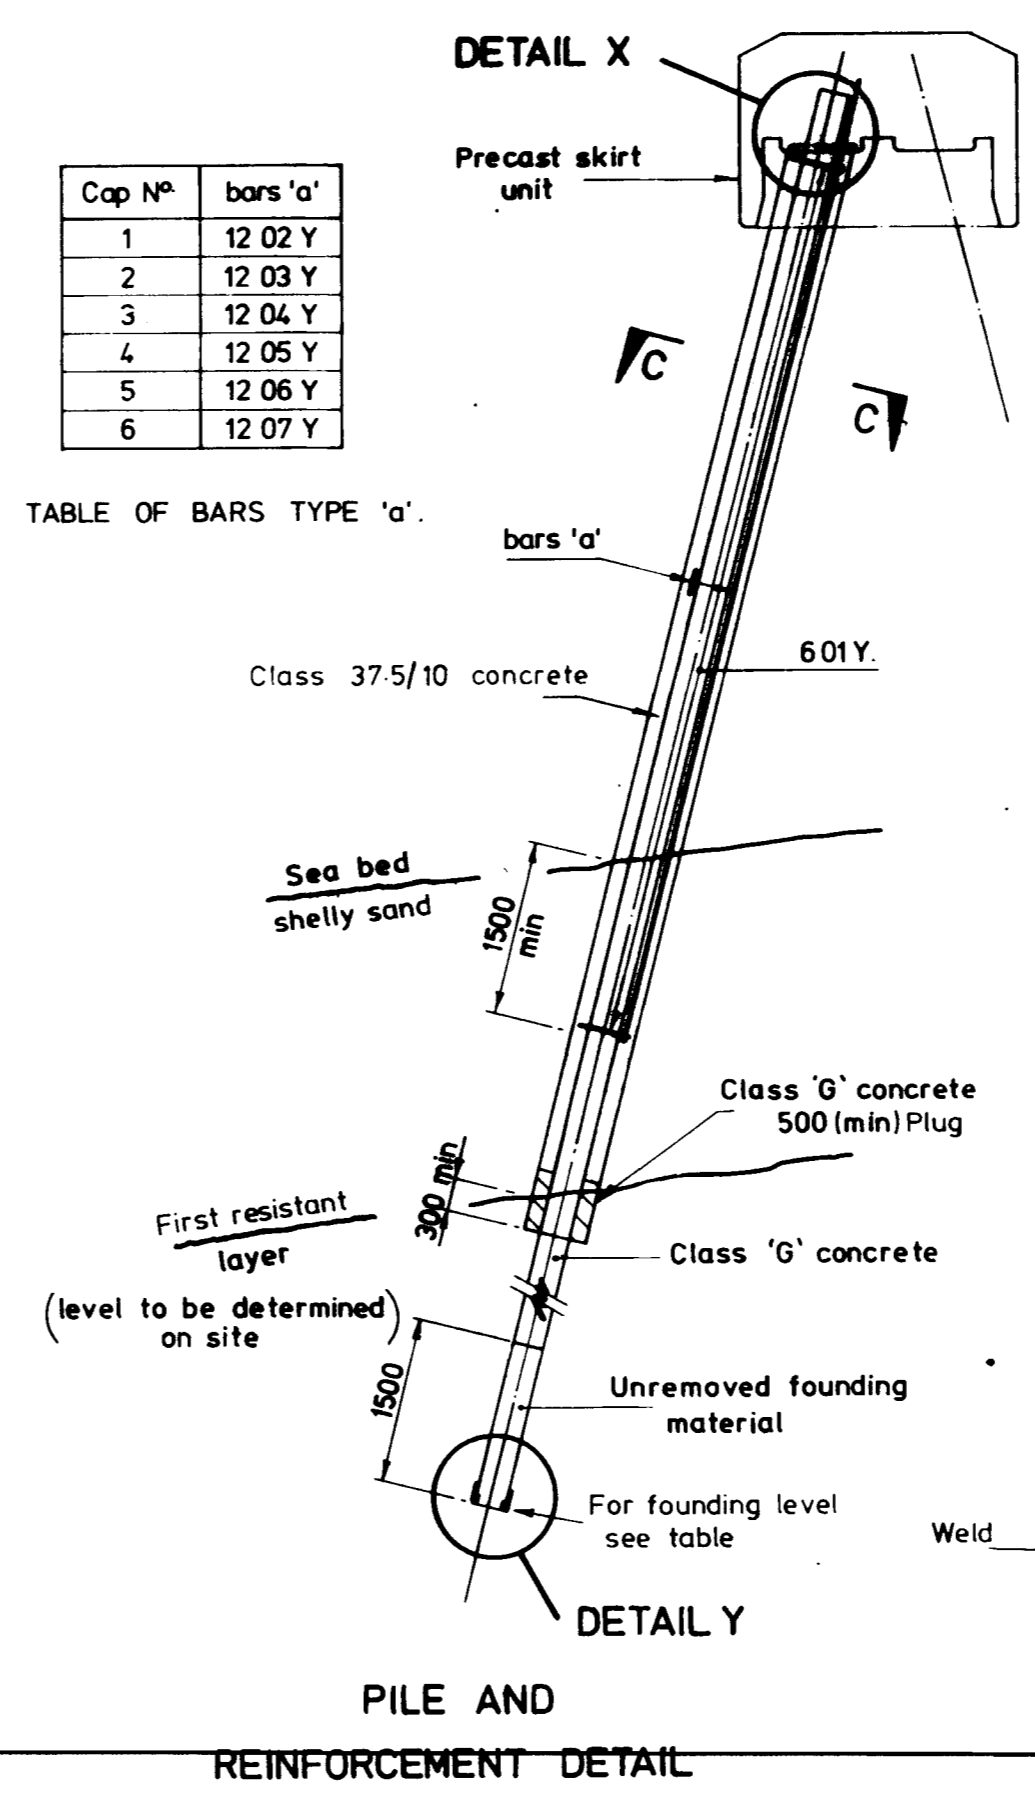 DETAIL X
Precast skirt
unit
Cap Nº. bars 'a'
1 12 02 Y
2 12 03 Y
3 12 04 Y
4 12 05 Y
5 12 06 Y
6 12 07 Y
TABLE OF BARS TYPE 'a'.
C
C
bars 'a'
601Y.
Class 37·5/10 concrete
Sea bed
shelly sand
1500
min
Class 'G' concrete
500 (min) Plug
300 min
First resistant
layer
(level to be determined
on site)
Class 'G' concrete
1500
Unremoved founding
material
For founding level
see table
Weld
DETAIL Y
PILE AND
REINFORCEMENT DETAIL